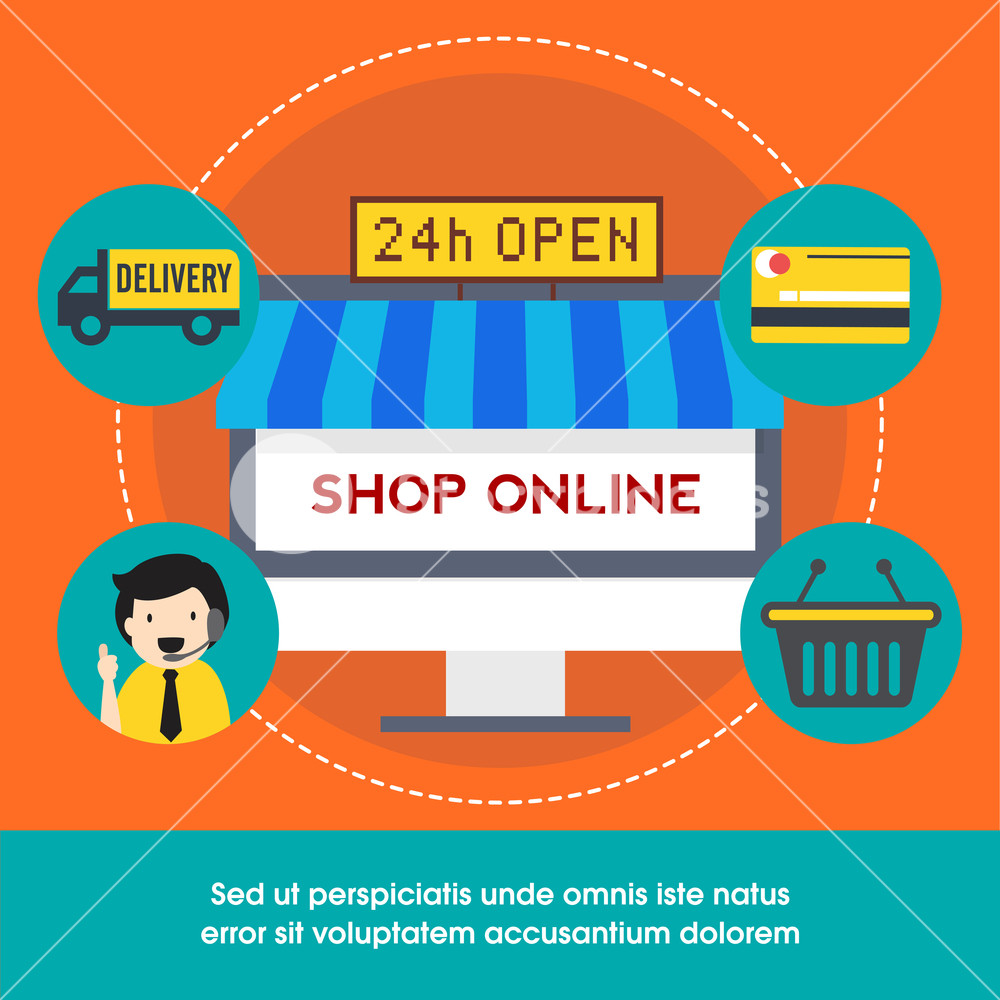 24h OPEN
DELIVERY
SHOP ONLINE
Sed ut perspiciatis unde omnis iste natus
error sit voluptatem accusantium dolorem